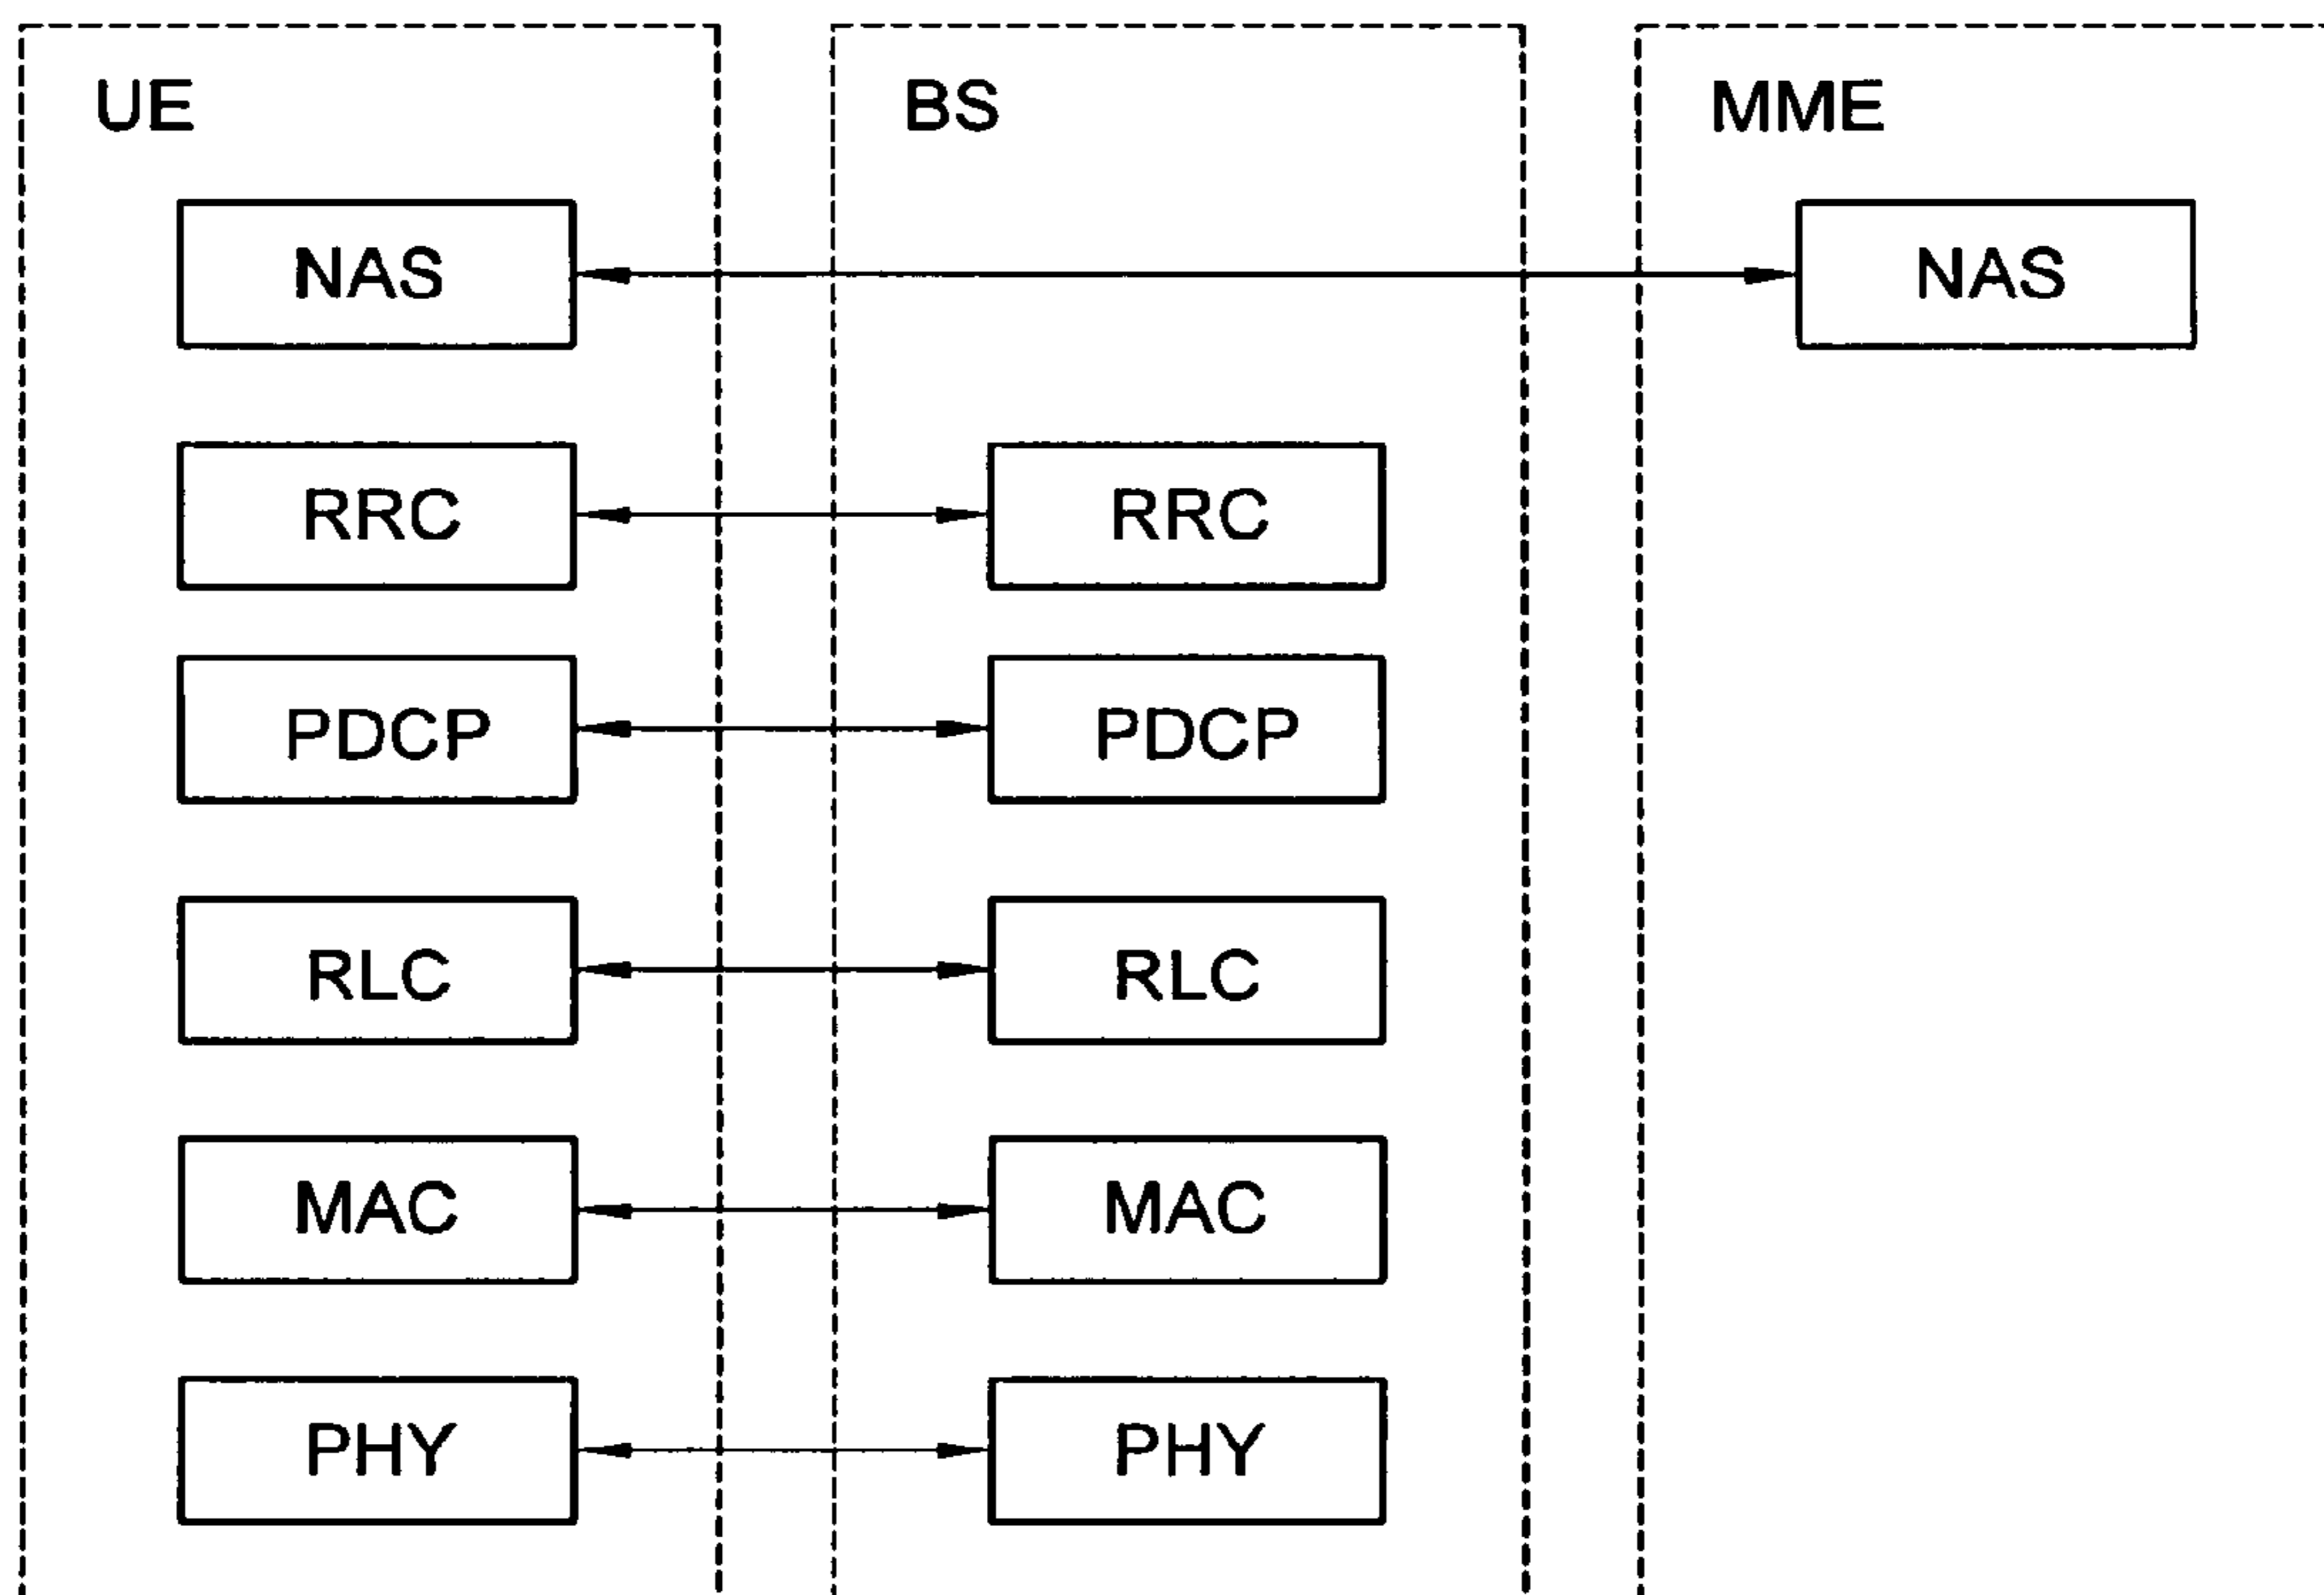 UE BS MME
NAS NAS
RRC RRC
PDCP PDCP
RLC RLC
MAC MAC
PHY PHY